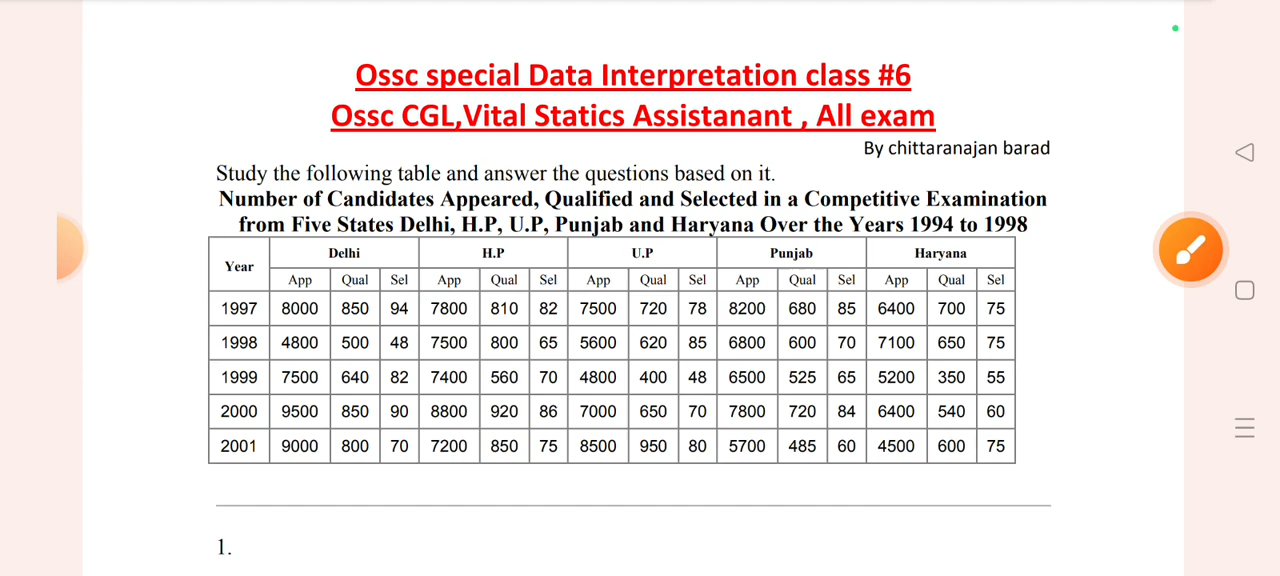 Ossc special Data Interpretation class #6
Ossc CGL,Vital Statics Assistanant , All exam
By chittaranajan barad
Study the following table and answer the questions based on it.
Number of Candidates Appeared, Qualified and Selected in a Competitive Examination
from Five States Delhi, H.P, U.P, Punjab and Haryana Over the Years 1994 to 1998
Year Delhi H.P U.P Punjab Haryana
App Qual Sel App Qual Sel App Qual Sel App Qual Sel App Qual Sel
1997 8000 850 94 7800 810 82 7500 720 78 8200 680 85 6400 700 75
1998 4800 500 48 7500 800 65 5600 620 85 6800 600 70 7100 650 75
1999 7500 640 82 7400 560 70 4800 400 48 6500 525 65 5200 350 55
2000 9500 850 90 8800 920 86 7000 650 70 7800 720 84 6400 540 60
2001 9000 800 70 7200 850 75 8500 950 80 5700 485 60 4500 600 75
1.